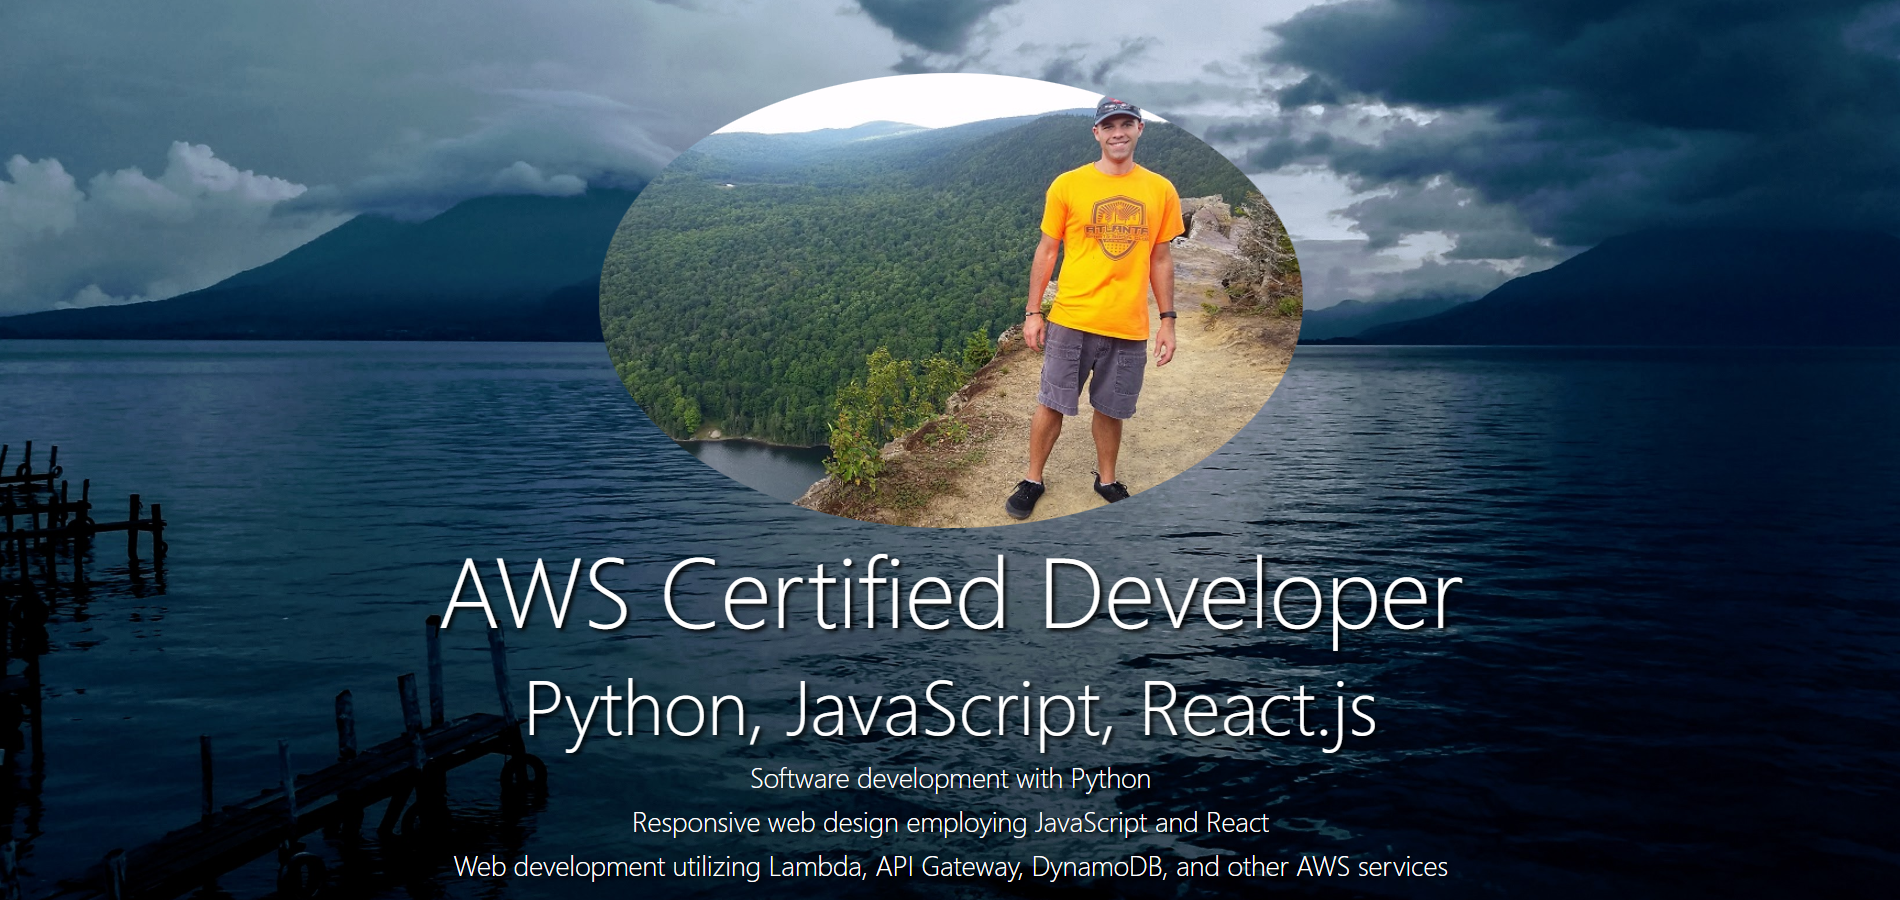 ATLANTA
AWS Certified Developer
Python, JavaScript, React.js
Software development with Python
Responsive web design employing JavaScript and React
Web development utilizing Lambda, API Gateway, DynamoDB, and other AWS services